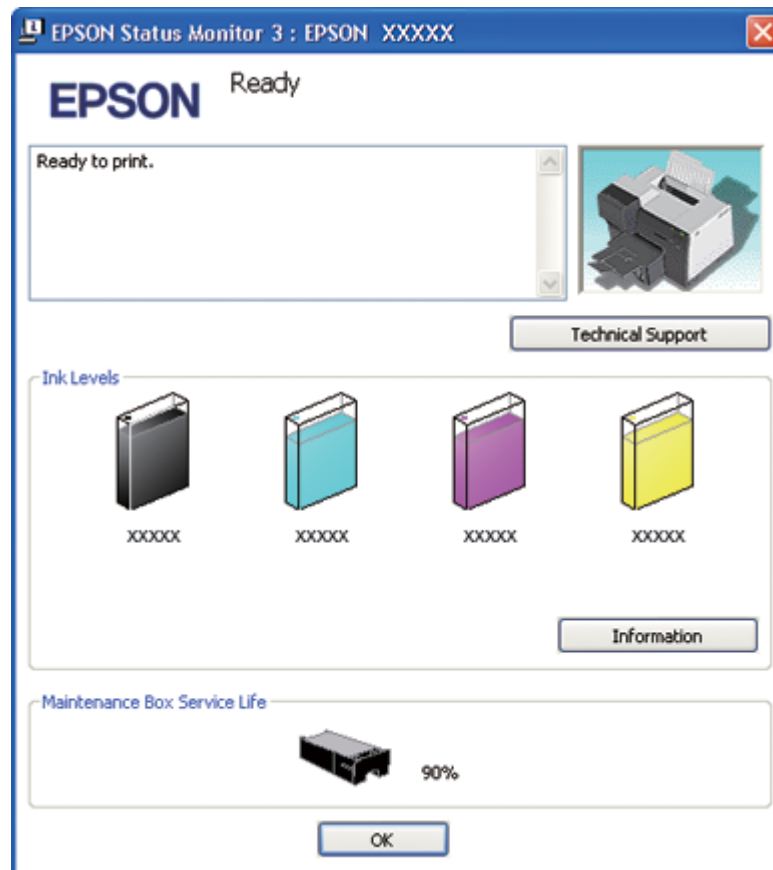 EPSON Status Monitor 3 : EPSON XXXXX
EPSON Ready
Ready to print.
Technical Support
Ink Levels
XXXXX XXXXX XXXXX XXXXX
Information
Maintenance Box Service Life
90%
OK